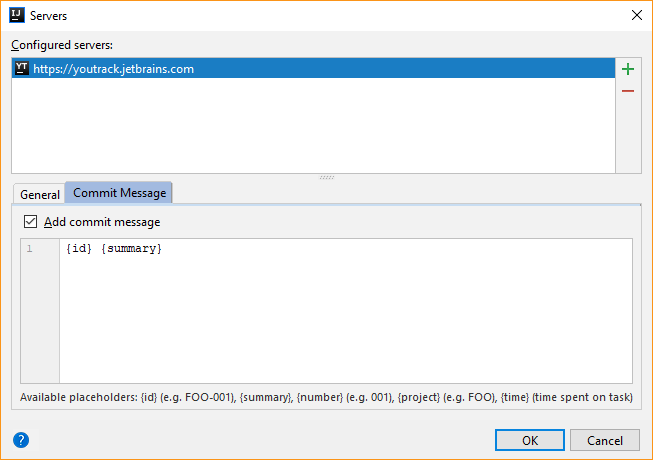 IJ Servers
Configured servers:
YT https://youtrack.jetbrains.com
General Commit Message
Add commit message
1 {id} {summary}
Available placeholders: {id} (e.g. FOO-001), {summary}, {number} (e.g. 001), {project} (e.g. FOO), {time} (time spent on task)
? OK Cancel